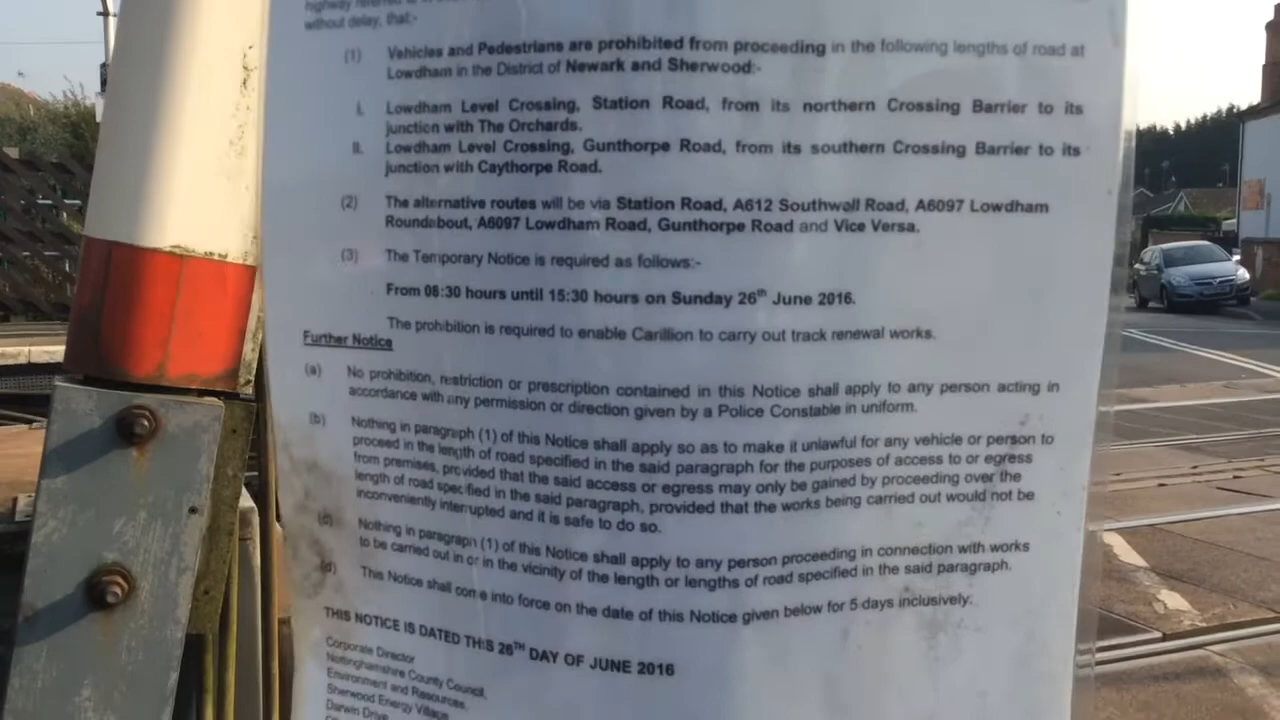 highway referred to in
without delay, that:-
(1) Vehicles and Pedestrians are prohibited from proceeding in the following lengths of road at
Lowdham in the District of Newark and Sherwood:-
i. Lowdham Level Crossing, Station Road, from its northern Crossing Barrier to its
junction with The Orchards.
II. Lowdham Level Crossing, Gunthorpe Road, from its southern Crossing Barrier to its
junction with Caythorpe Road.
(2) The alternative routes will be via Station Road, A612 Southwell Road, A6097 Lowdham
Roundabout, A6097 Lowdham Road, Gunthorpe Road and Vice Versa.
(3) The Temporary Notice is required as follows:-
From 08:30 hours until 15:30 hours on Sunday 26th June 2016.
The prohibition is required to enable Carillion to carry out track renewal works.
Further Notice
(a) No prohibition, restriction or prescription contained in this Notice shall apply to any person acting in
accordance with any permission or direction given by a Police Constable in uniform.
(b) Nothing in paragraph (1) of this Notice shall apply so as to make it unlawful for any vehicle or person to
proceed in the length of road specified in the said paragraph for the purposes of access to or egress
from premises, provided that the said access or egress may only be gained by proceeding over the
length of road specified in the said paragraph, provided that the works being carried out would not be
inconveniently interrupted and it is safe to do so.
(c) Nothing in paragraph (1) of this Notice shall apply to any person proceeding in connection with works
to be carried out in or in the vicinity of the length or lengths of road specified in the said paragraph.
(d) This Notice shall come into force on the date of this Notice given below for 5 days inclusively.
THIS NOTICE IS DATED THIS 26TH DAY OF JUNE 2016
Corporate Director
Nottinghamshire County Council,
Environment and Resources,
Sherwood Energy Village
Darwin Drive